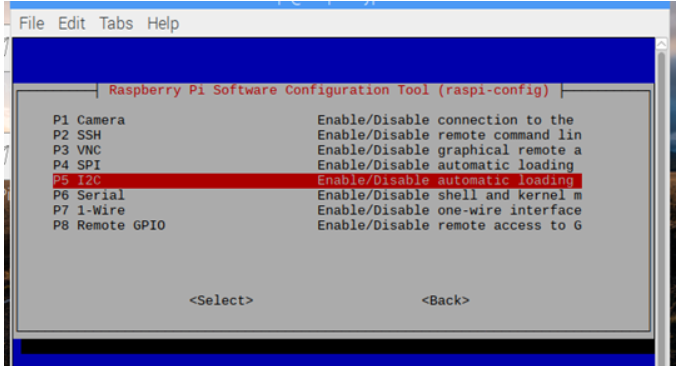 File Edit Tabs Help
Raspberry Pi Software Configuration Tool (raspi-config)
P1 Camera Enable/Disable connection to the
P2 SSH Enable/Disable remote command lin
P3 VNC Enable/Disable graphical remote a
P4 SPI Enable/Disable automatic loading
P5 I2C Enable/Disable automatic loading
P6 Serial Enable/Disable shell and kernel m
P7 1-Wire Enable/Disable one-wire interface
P8 Remote GPIO Enable/Disable remote access to G
<Select> <Back>